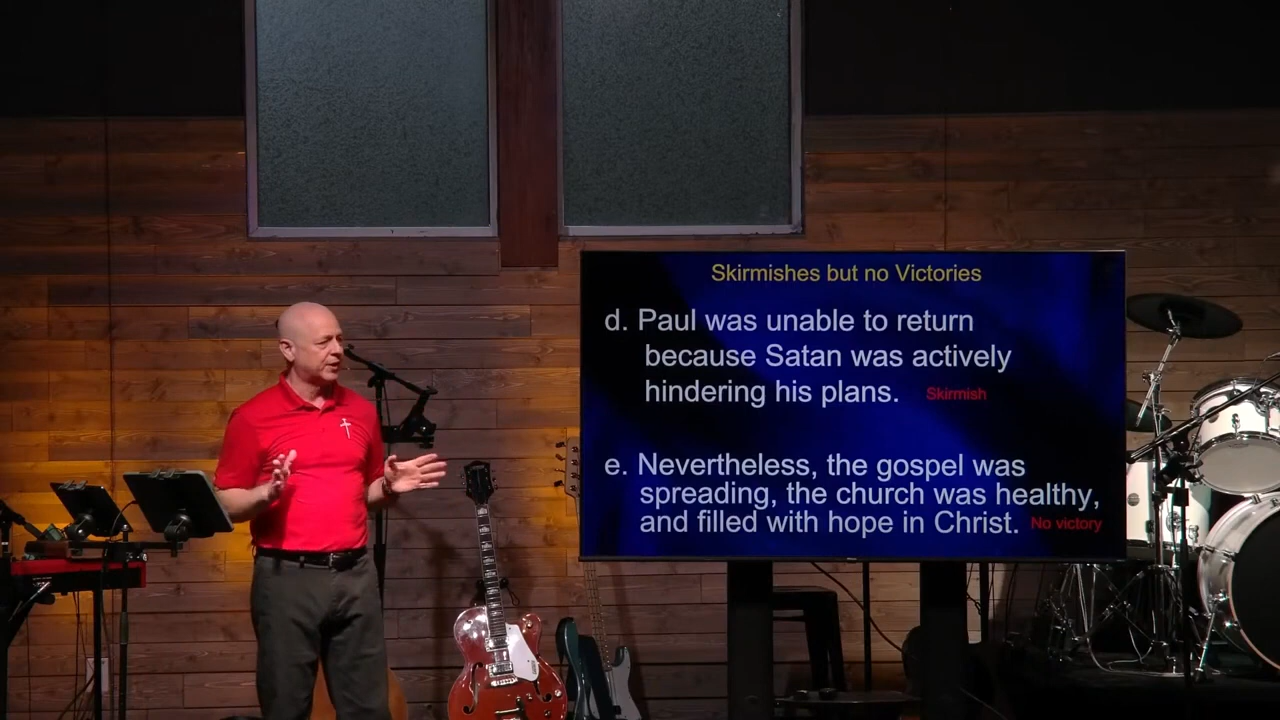 Skirmishes but no Victories
d. Paul was unable to return
because Satan was actively
hindering his plans. Skirmish
e. Nevertheless, the gospel was
spreading, the church was healthy,
and filled with hope in Christ. No victory